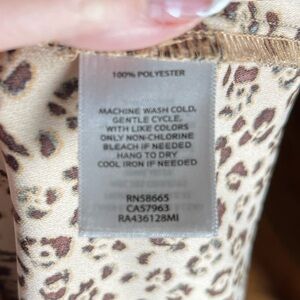 100% POLYESTER
MACHINE WASH COLD,
GENTLE CYCLE,
WITH LIKE COLORS
ONLY NON-CHLORINE
BLEACH IF NEEDED
HANG TO DRY
COOL IRON IF NEEDED
RN58665
CA57963
RA436128MI